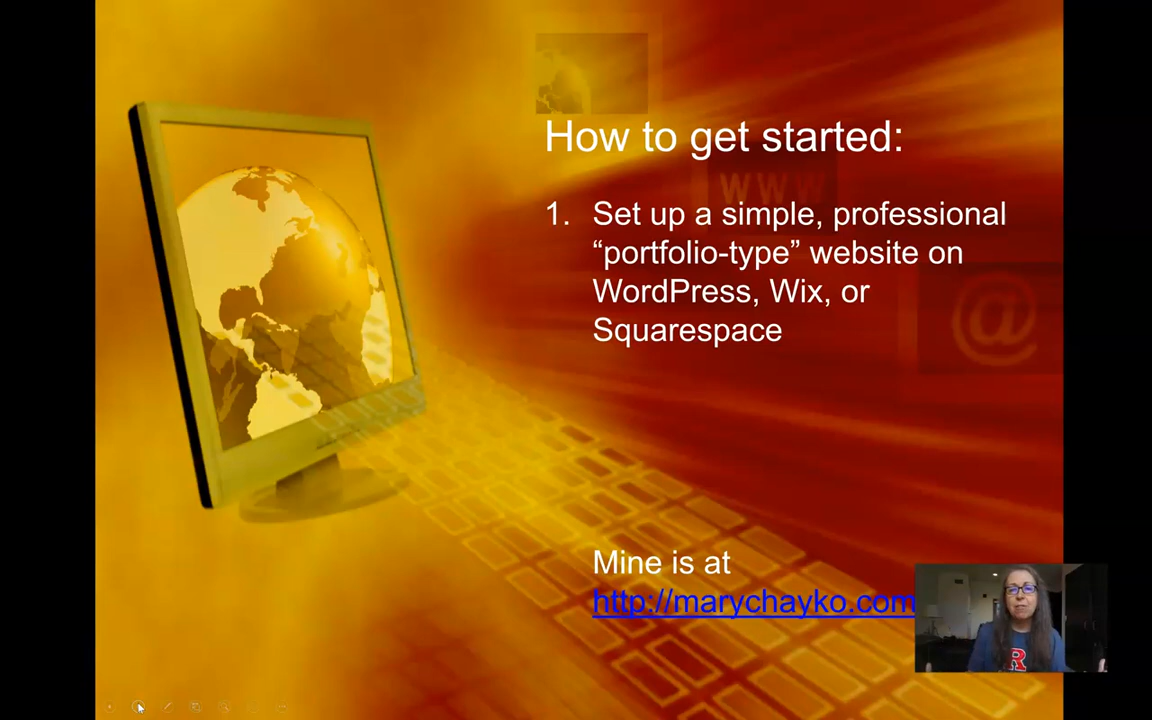 How to get started:
www
1. Set up a simple, professional
“portfolio-type” website on
WordPress, Wix, or
Squarespace
@
Mine is at
http://marychayko.com
R